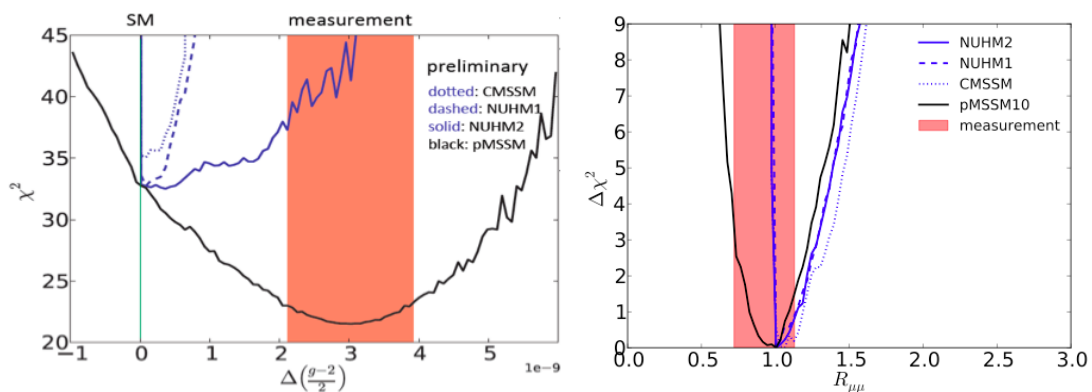 SM measurement
45
40
35
30
25
20
χ²
preliminary
dotted: CMSSM
dashed: NUHM1
solid: NUHM2
black: pMSSM
−1 0 1 2 3 4 5
1e−9
Δ(g−2/2)
9
8
7
6
5
4
3
2
1
0
Δχ²
NUHM2
NUHM1
CMSSM
pMSSM10
measurement
0.0 0.5 1.0 1.5 2.0 2.5 3.0
Rμμ